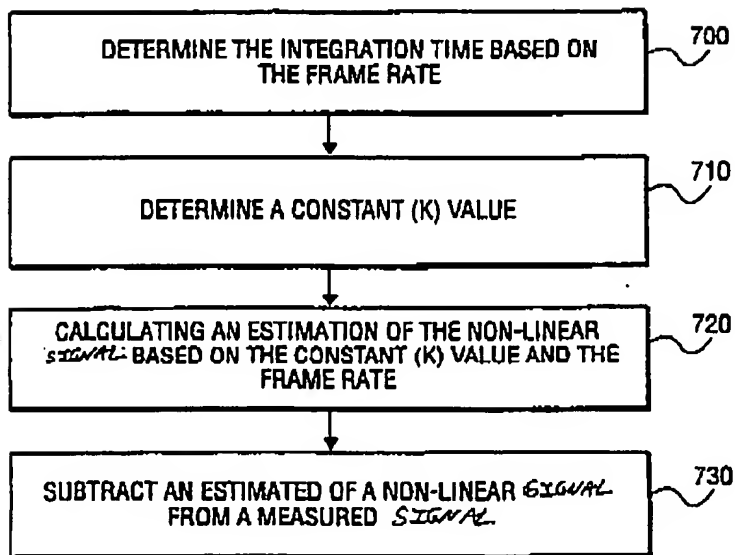 DETERMINE THE INTEGRATION TIME BASED ON
THE FRAME RATE
700
DETERMINE A CONSTANT (K) VALUE
710
CALCULATING AN ESTIMATION OF THE NON-LINEAR
SIGNAL BASED ON THE CONSTANT (K) VALUE AND THE
FRAME RATE
720
SUBTRACT AN ESTIMATED OF A NON-LINEAR SIGNAL
FROM A MEASURED SIGNAL
730